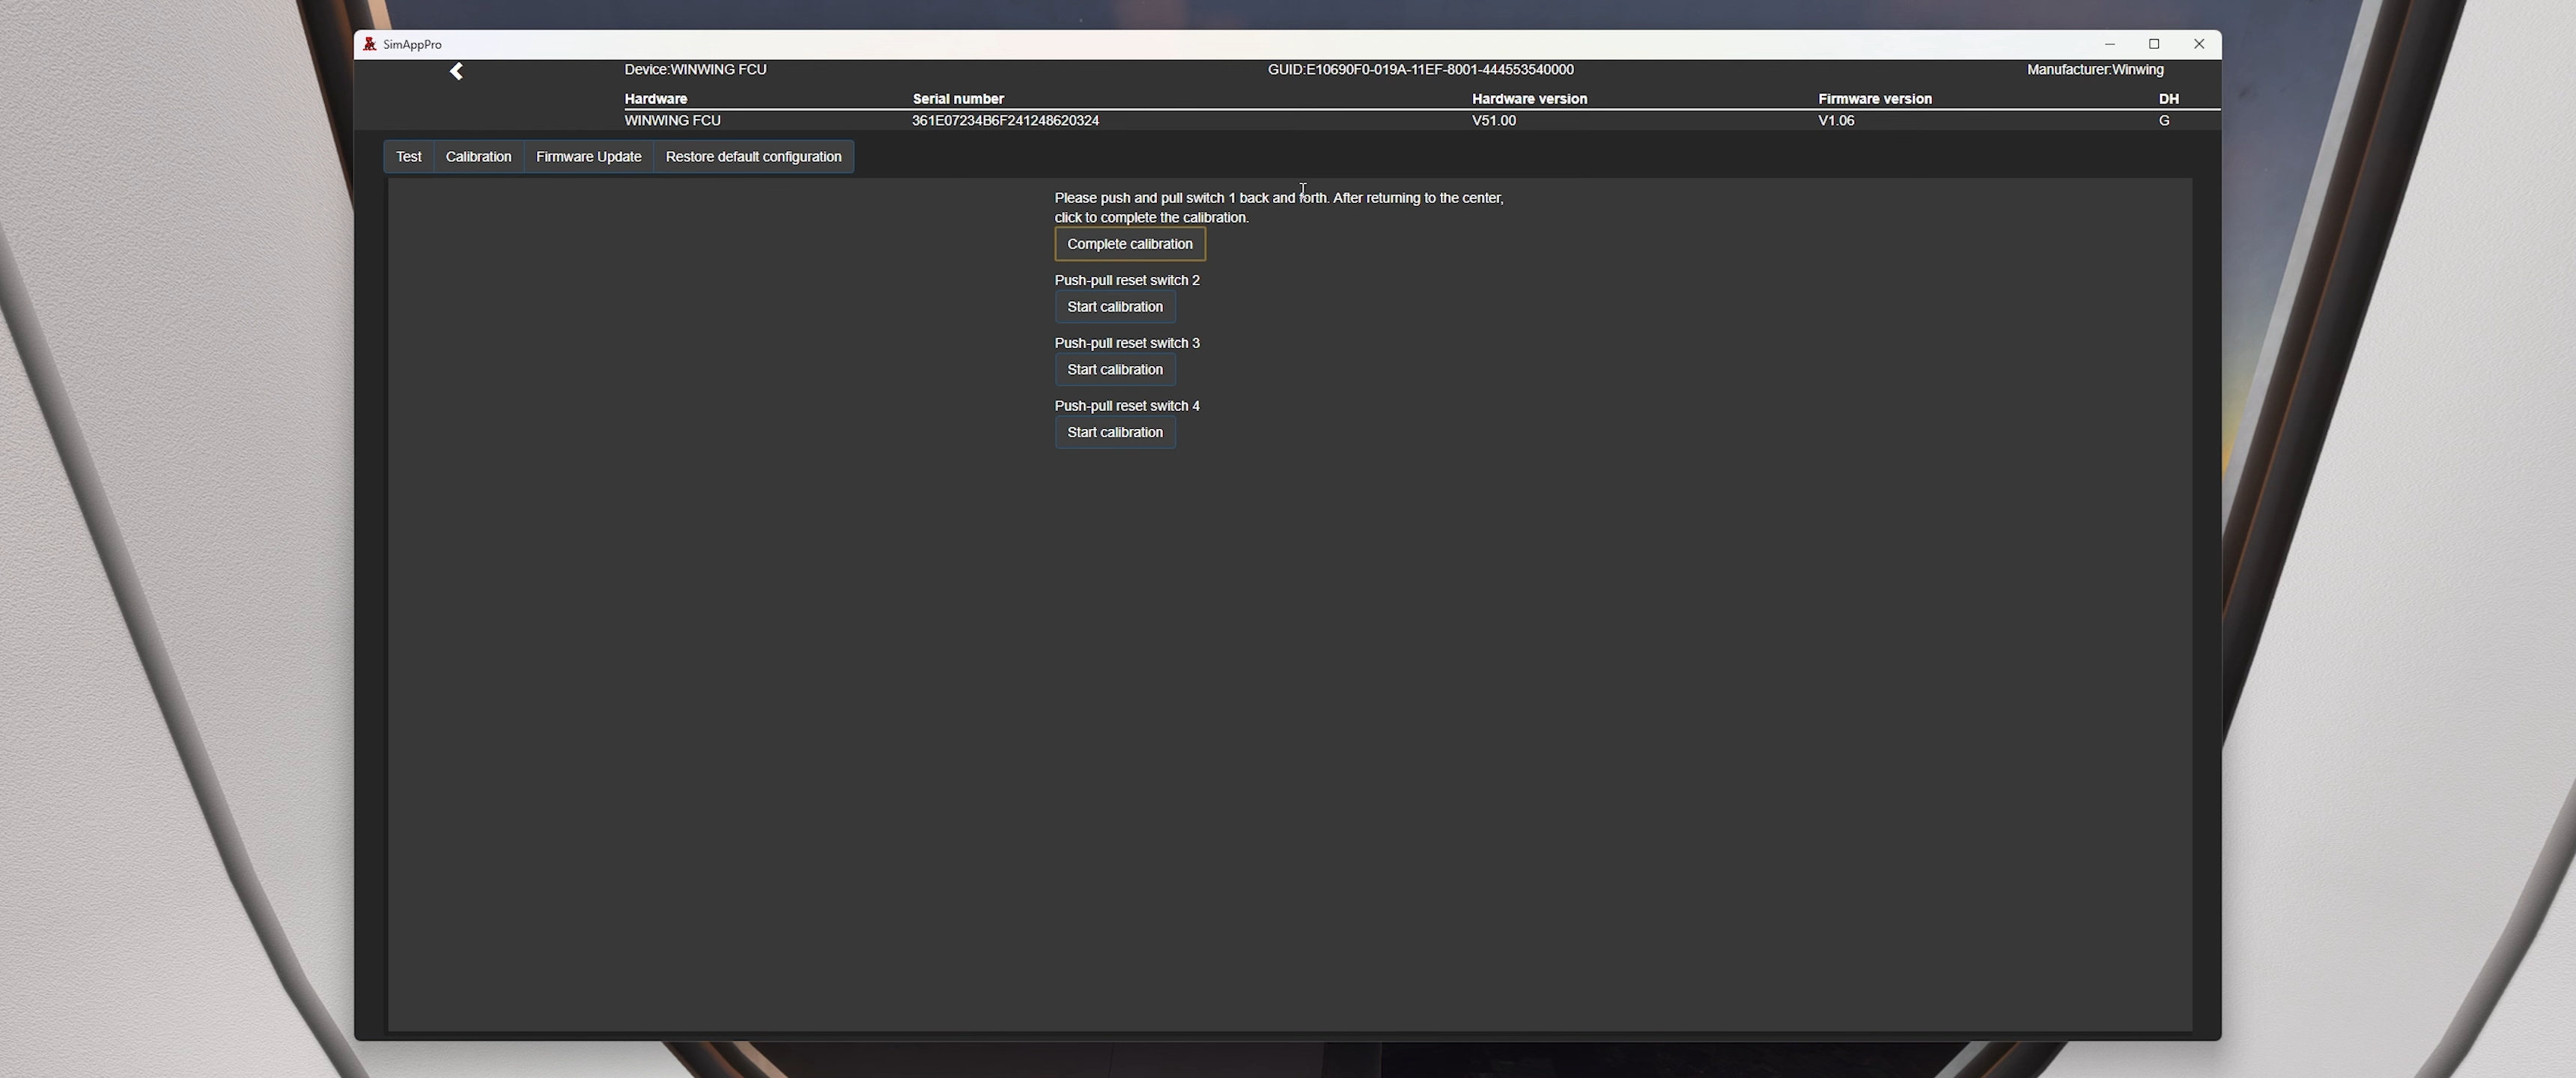 SimAppPro
Device:WINWING FCU GUID:E10690F0-019A-11EF-8001-444553540000 Manufacturer:Winwing
Hardware Serial number Hardware version Firmware version DH
WINWING FCU 361E07234B6F241248620324 V51.00 V1.06 G
Test Calibration Firmware Update Restore default configuration
Please push and pull switch 1 back and forth. After returning to the center,
click to complete the calibration.
Complete calibration
Push-pull reset switch 2
Start calibration
Push-pull reset switch 3
Start calibration
Push-pull reset switch 4
Start calibration